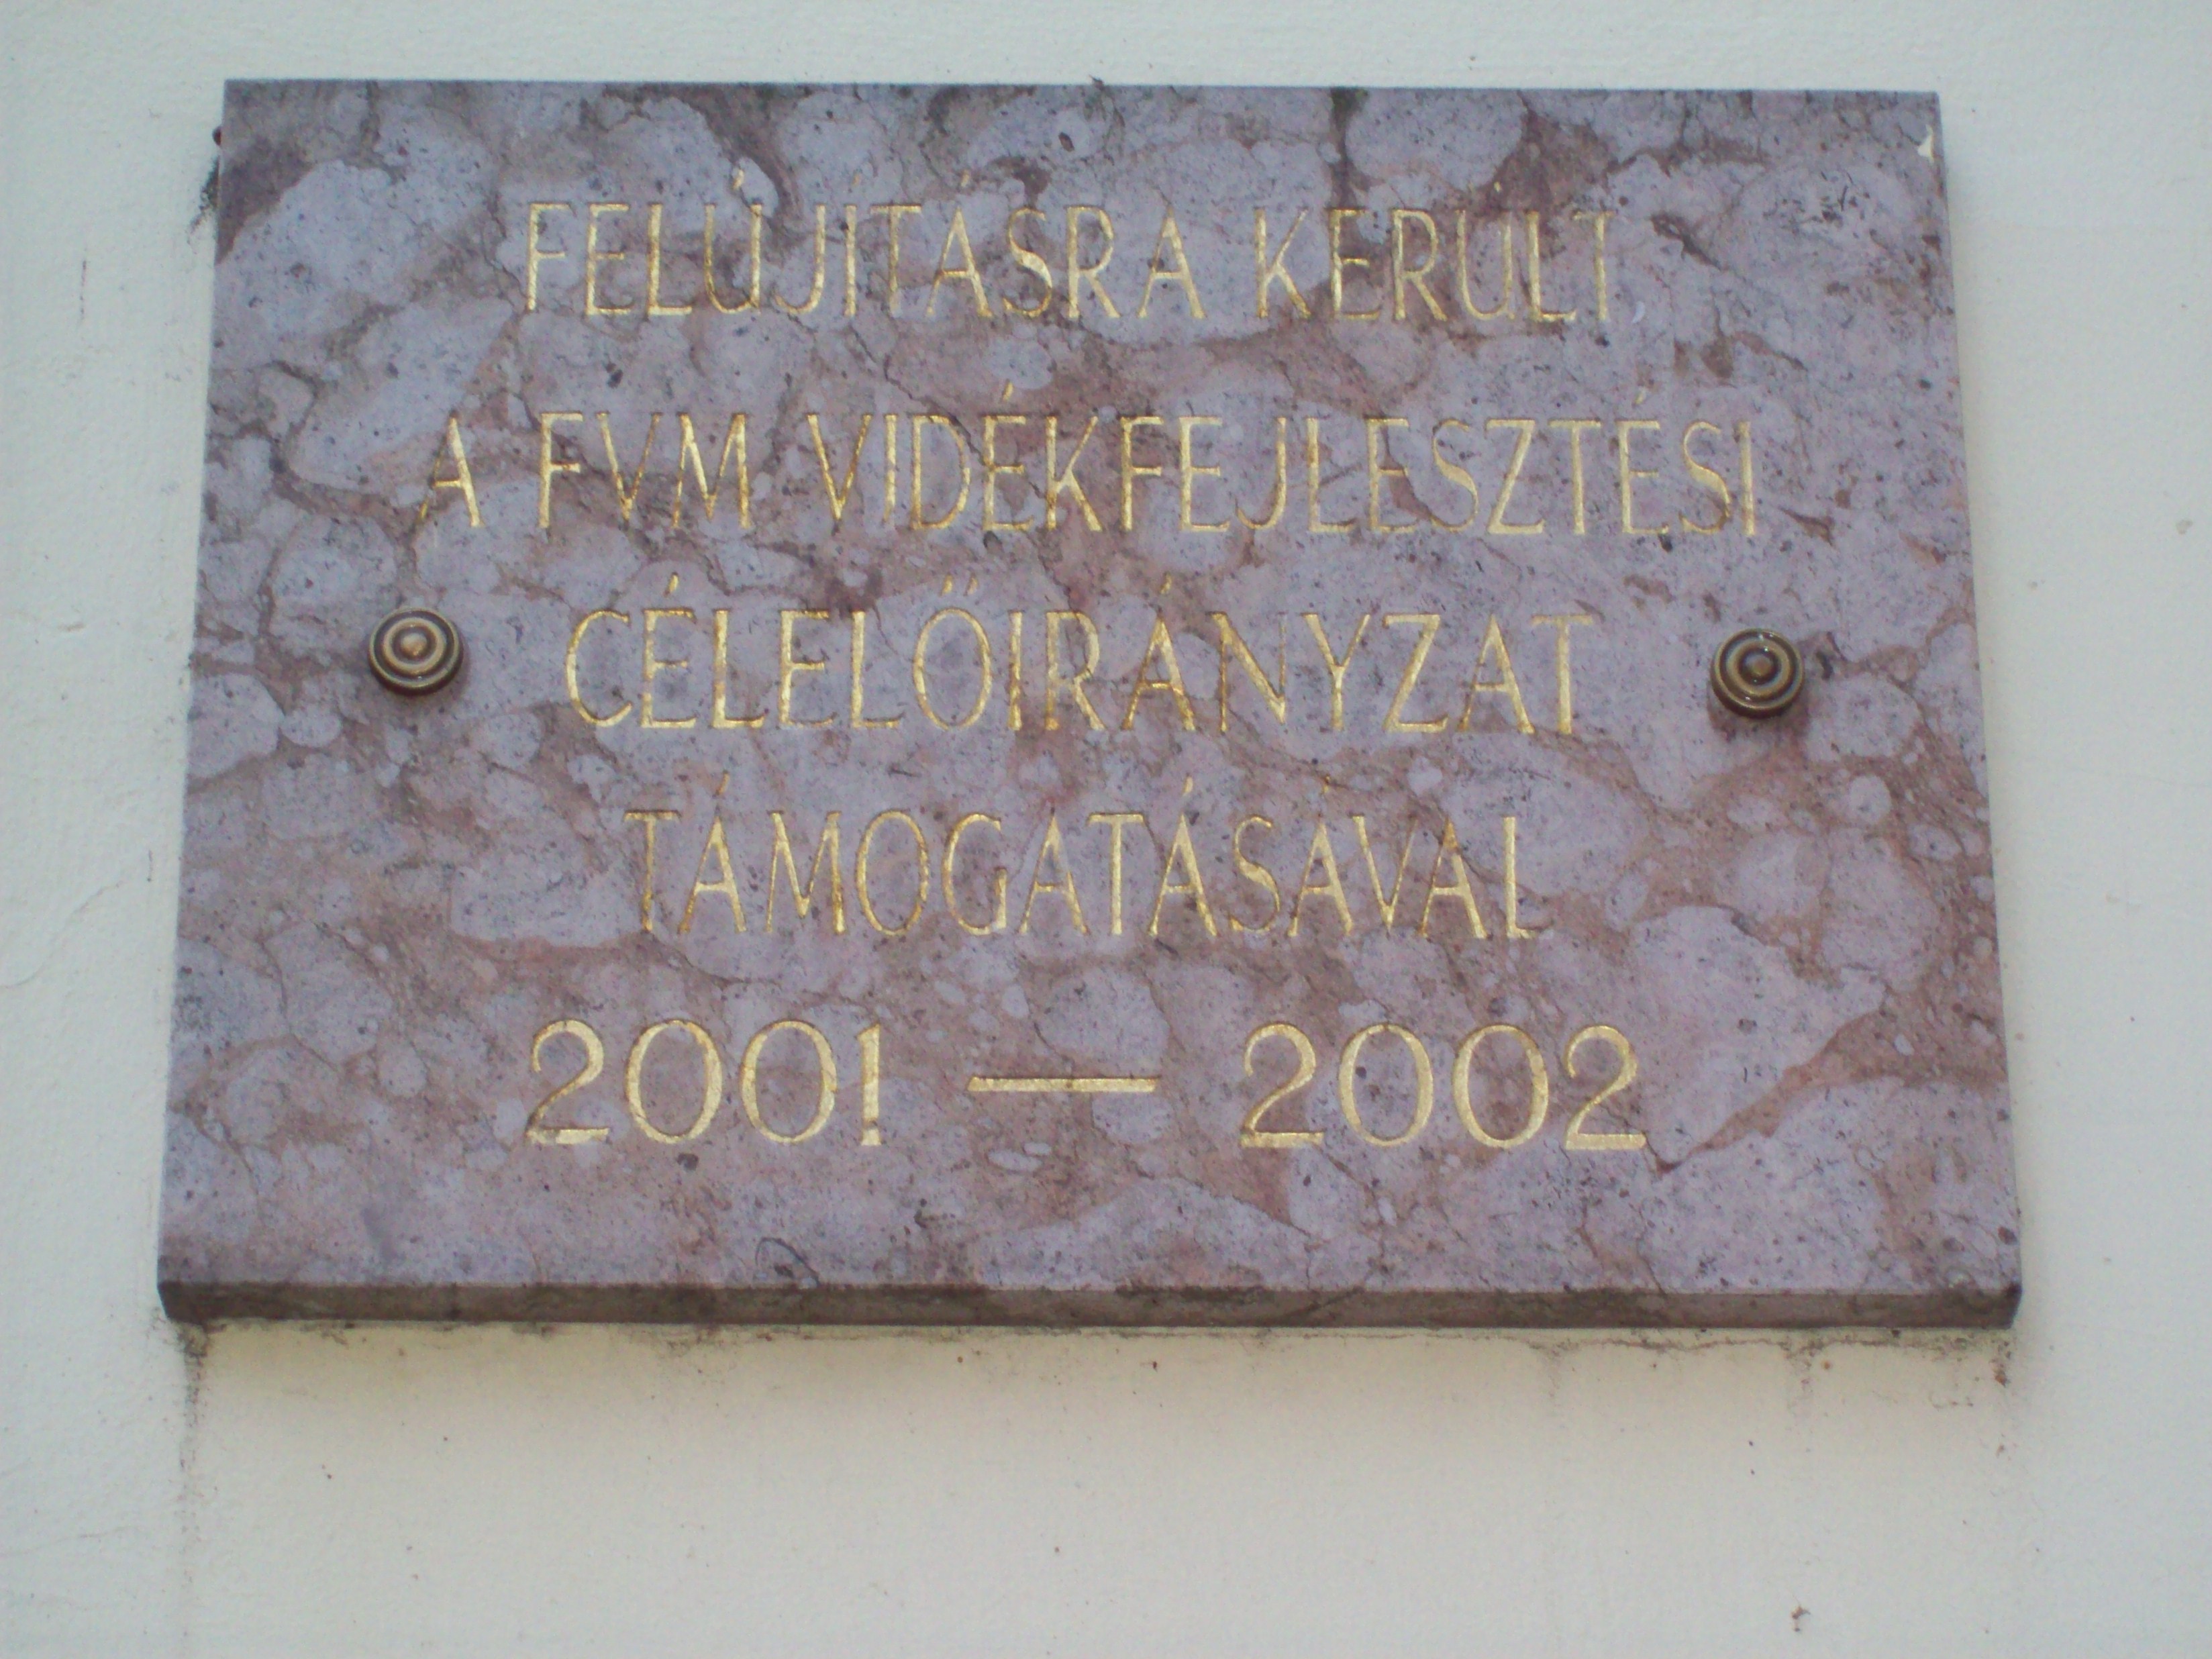 FELÚJÍTÁSRA KERÜLT
A FVM VIDÉKFEJLESZTÉSI
CÉLELŐIRÁNYZAT
TÁMOGATÁSÁVAL
2001 — 2002